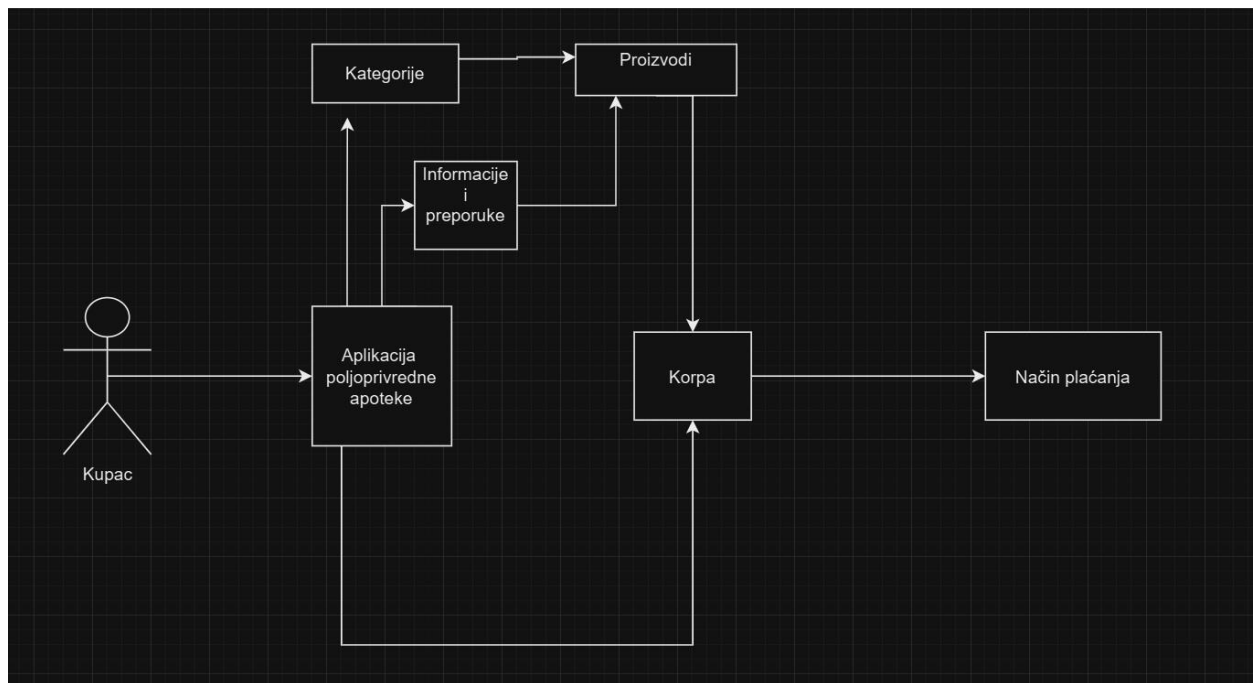 Kategorije
Proizvodi
Informacije
i
preporuke
Aplikacija
poljoprivredne
apoteke
Korpa
Način plaćanja
Kupac